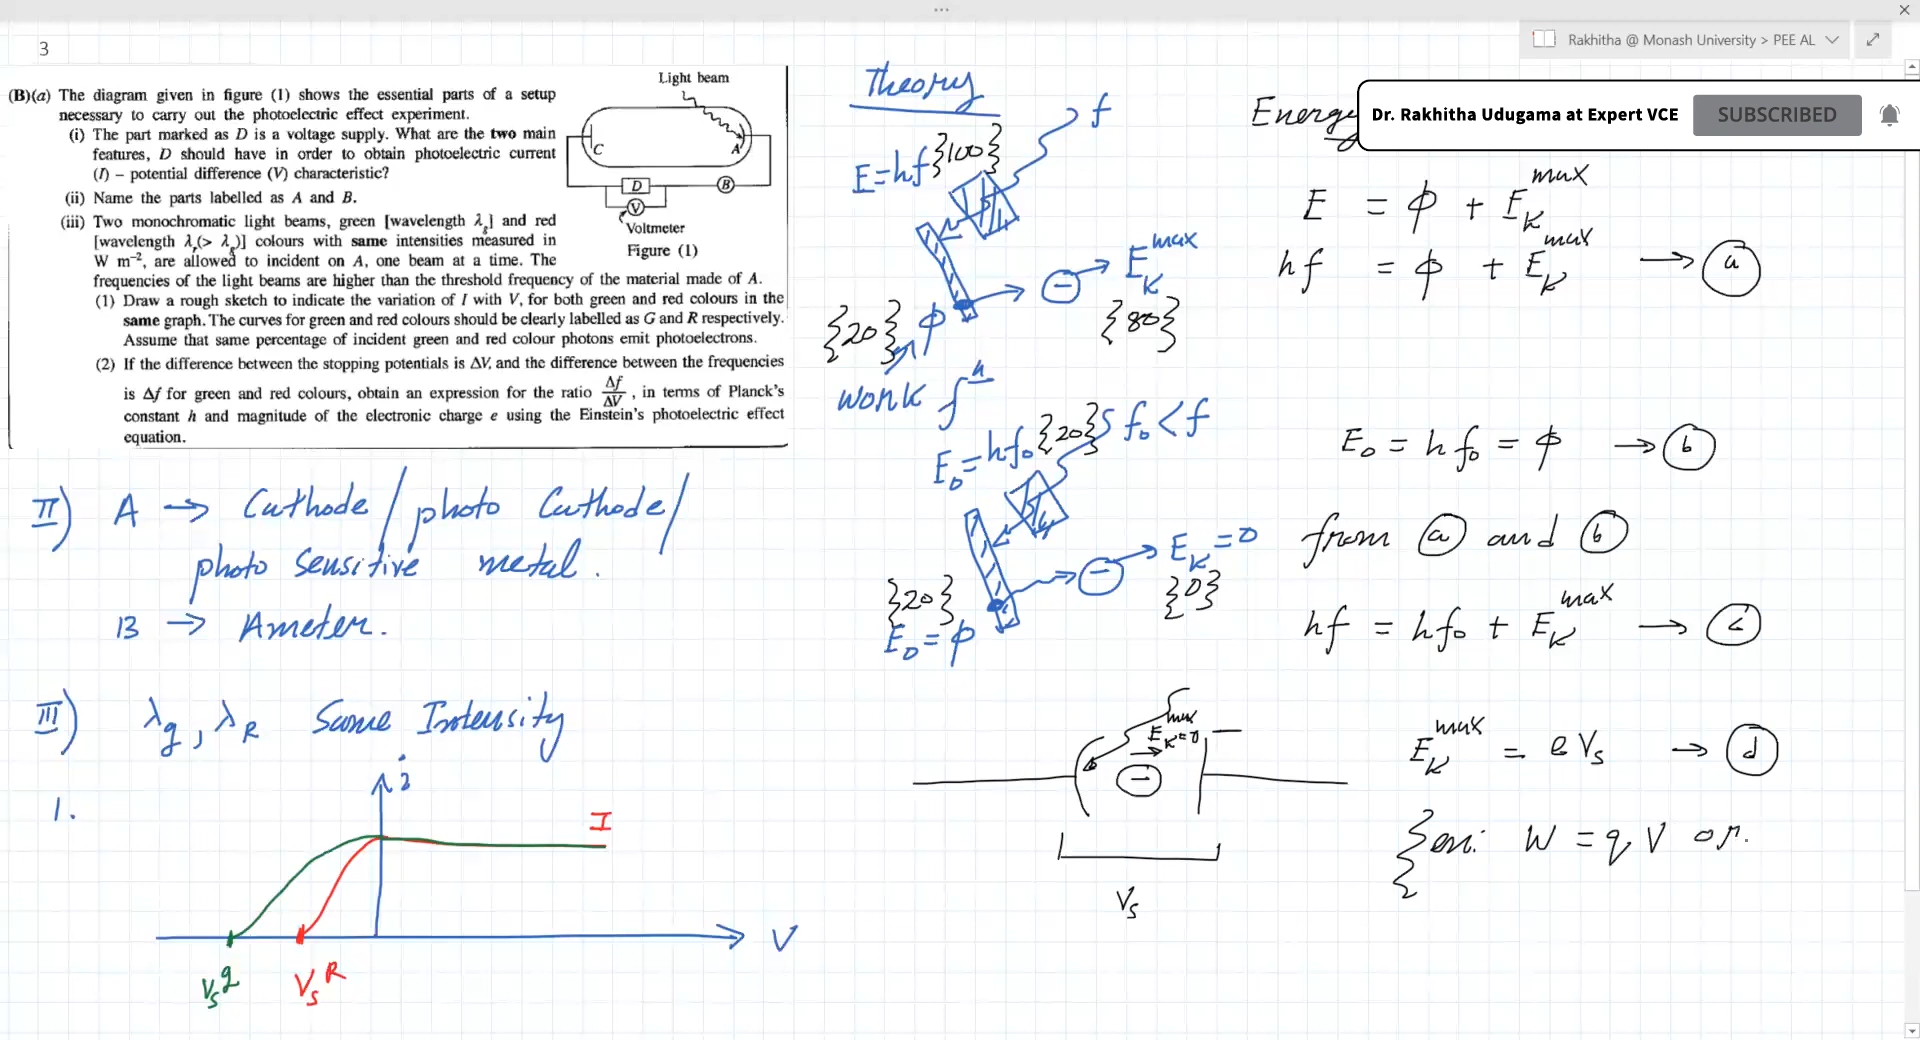 3
Rakhitha @ Monash University > PEE AL
Dr. Rakhitha Udugama at Expert VCE
SUBSCRIBED
(B)(a) The diagram given in figure (1) shows the essential parts of a setup
necessary to carry out the photoelectric effect experiment.
(i) The part marked as D is a voltage supply. What are the two main
features, D should have in order to obtain photoelectric current
(I) – potential difference (V) characteristic?
(ii) Name the parts labelled as A and B.
(iii) Two monochromatic light beams, green [wavelength λg] and red
[wavelength λr(> λg)] colours with same intensities measured in
W m⁻², are allowed to incident on A, one beam at a time. The
frequencies of the light beams are higher than the threshold frequency of the material made of A.
(1) Draw a rough sketch to indicate the variation of I with V, for both green and red colours in the
same graph. The curves for green and red colours should be clearly labelled as G and R respectively.
Assume that same percentage of incident green and red colour photons emit photoelectrons.
(2) If the difference between the stopping potentials is ΔV, and the difference between the frequencies
is Δf for green and red colours, obtain an expression for the ratio Δf/ΔV, in terms of Planck's
constant h and magnitude of the electronic charge e using the Einstein's photoelectric effect
equation.
Light beam
C
A
D
B
V
Voltmeter
Figure (1)
II) A → Cathode / photo Cathode /
photo sensitive metal.
B → Ameter.
III) λg, λR Same Intensity
1.
i
I
V
Vs g
Vs R
Theory
f
E = hf {100}
EK max
{80}
{20} φ
work fⁿ
f0 < f
E0 = hf0 {20}
EK = 0
{0}
{20}
E0 = φ
Energy
E = φ + EK max
hf = φ + EK max → (a)
E0 = hf0 = φ → (b)
from (a) and (b)
hf = hf0 + EK max → (c)
EK max = 0
Vs
EK max = eVs → (d)
W = qV or.